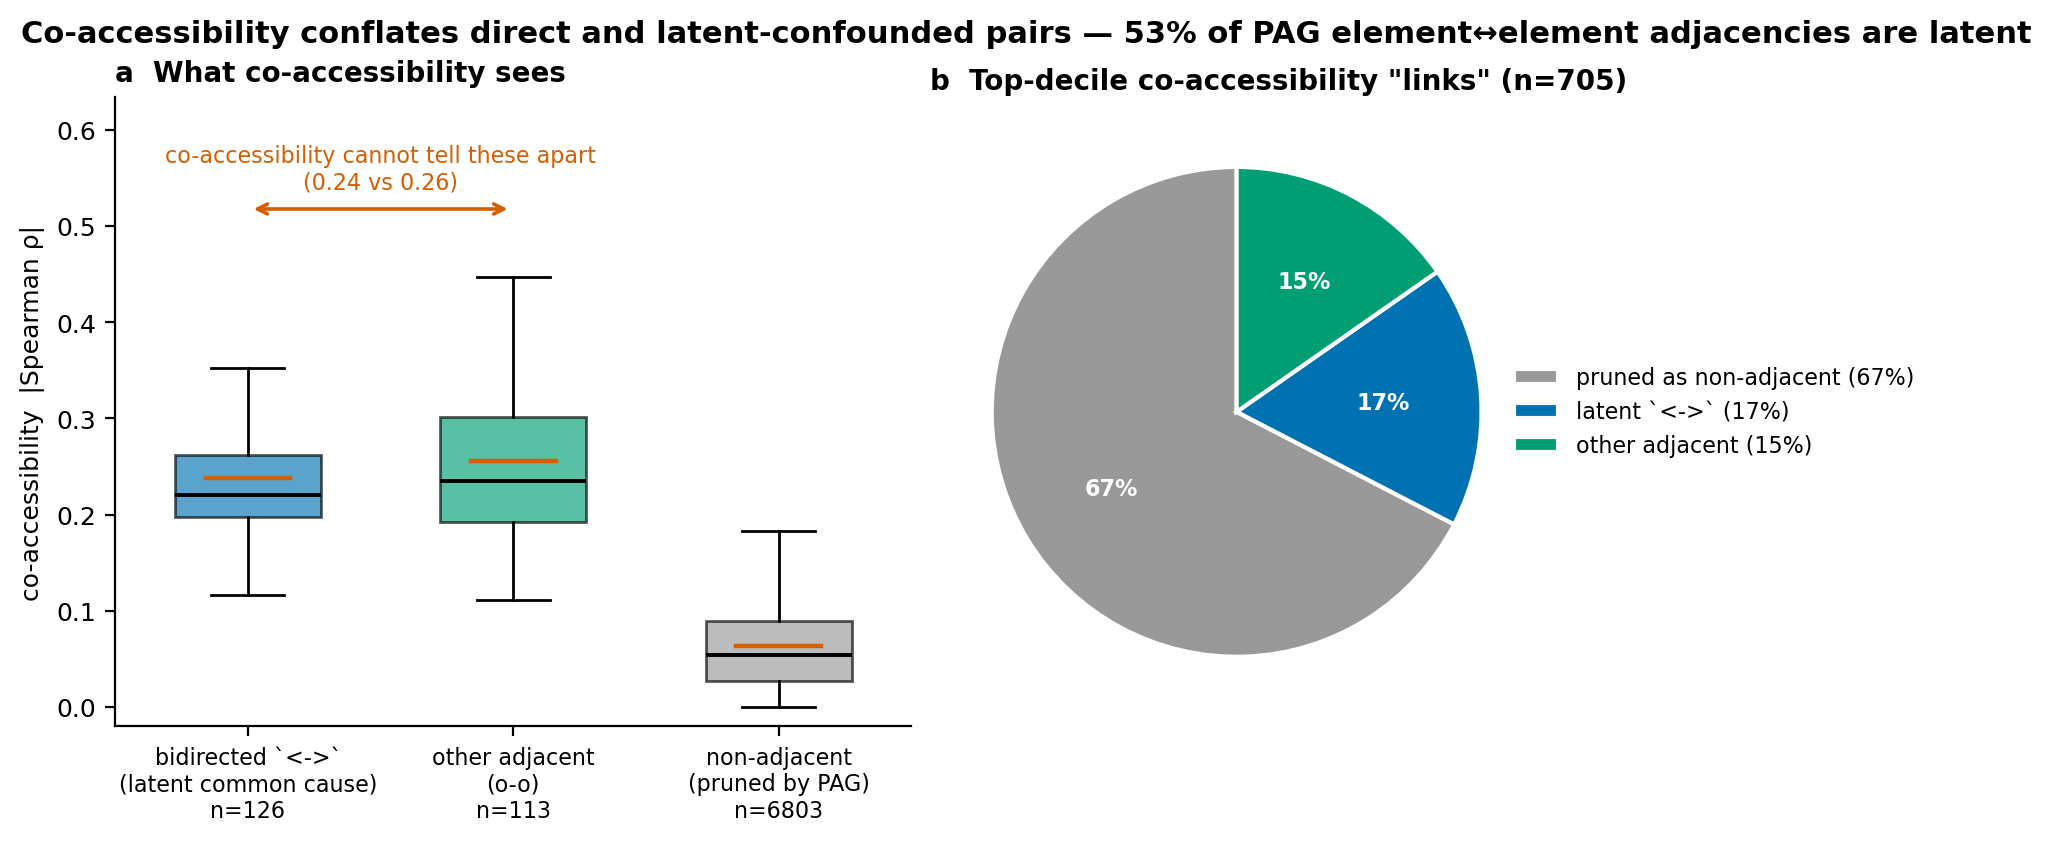 Co-accessibility conflates direct and latent-confounded pairs — 53% of PAG element↔element adjacencies are latent
a  What co-accessibility sees
co-accessibility  |Spearman ρ|
0.6
0.5
0.4
0.3
0.2
0.1
0.0
co-accessibility cannot tell these apart
(0.24 vs 0.26)
bidirected `<->`
(latent common cause)
n=126
other adjacent
(o-o)
n=113
non-adjacent
(pruned by PAG)
n=6803
b  Top-decile co-accessibility "links" (n=705)
15%
17%
67%
pruned as non-adjacent (67%)
latent `<->` (17%)
other adjacent (15%)